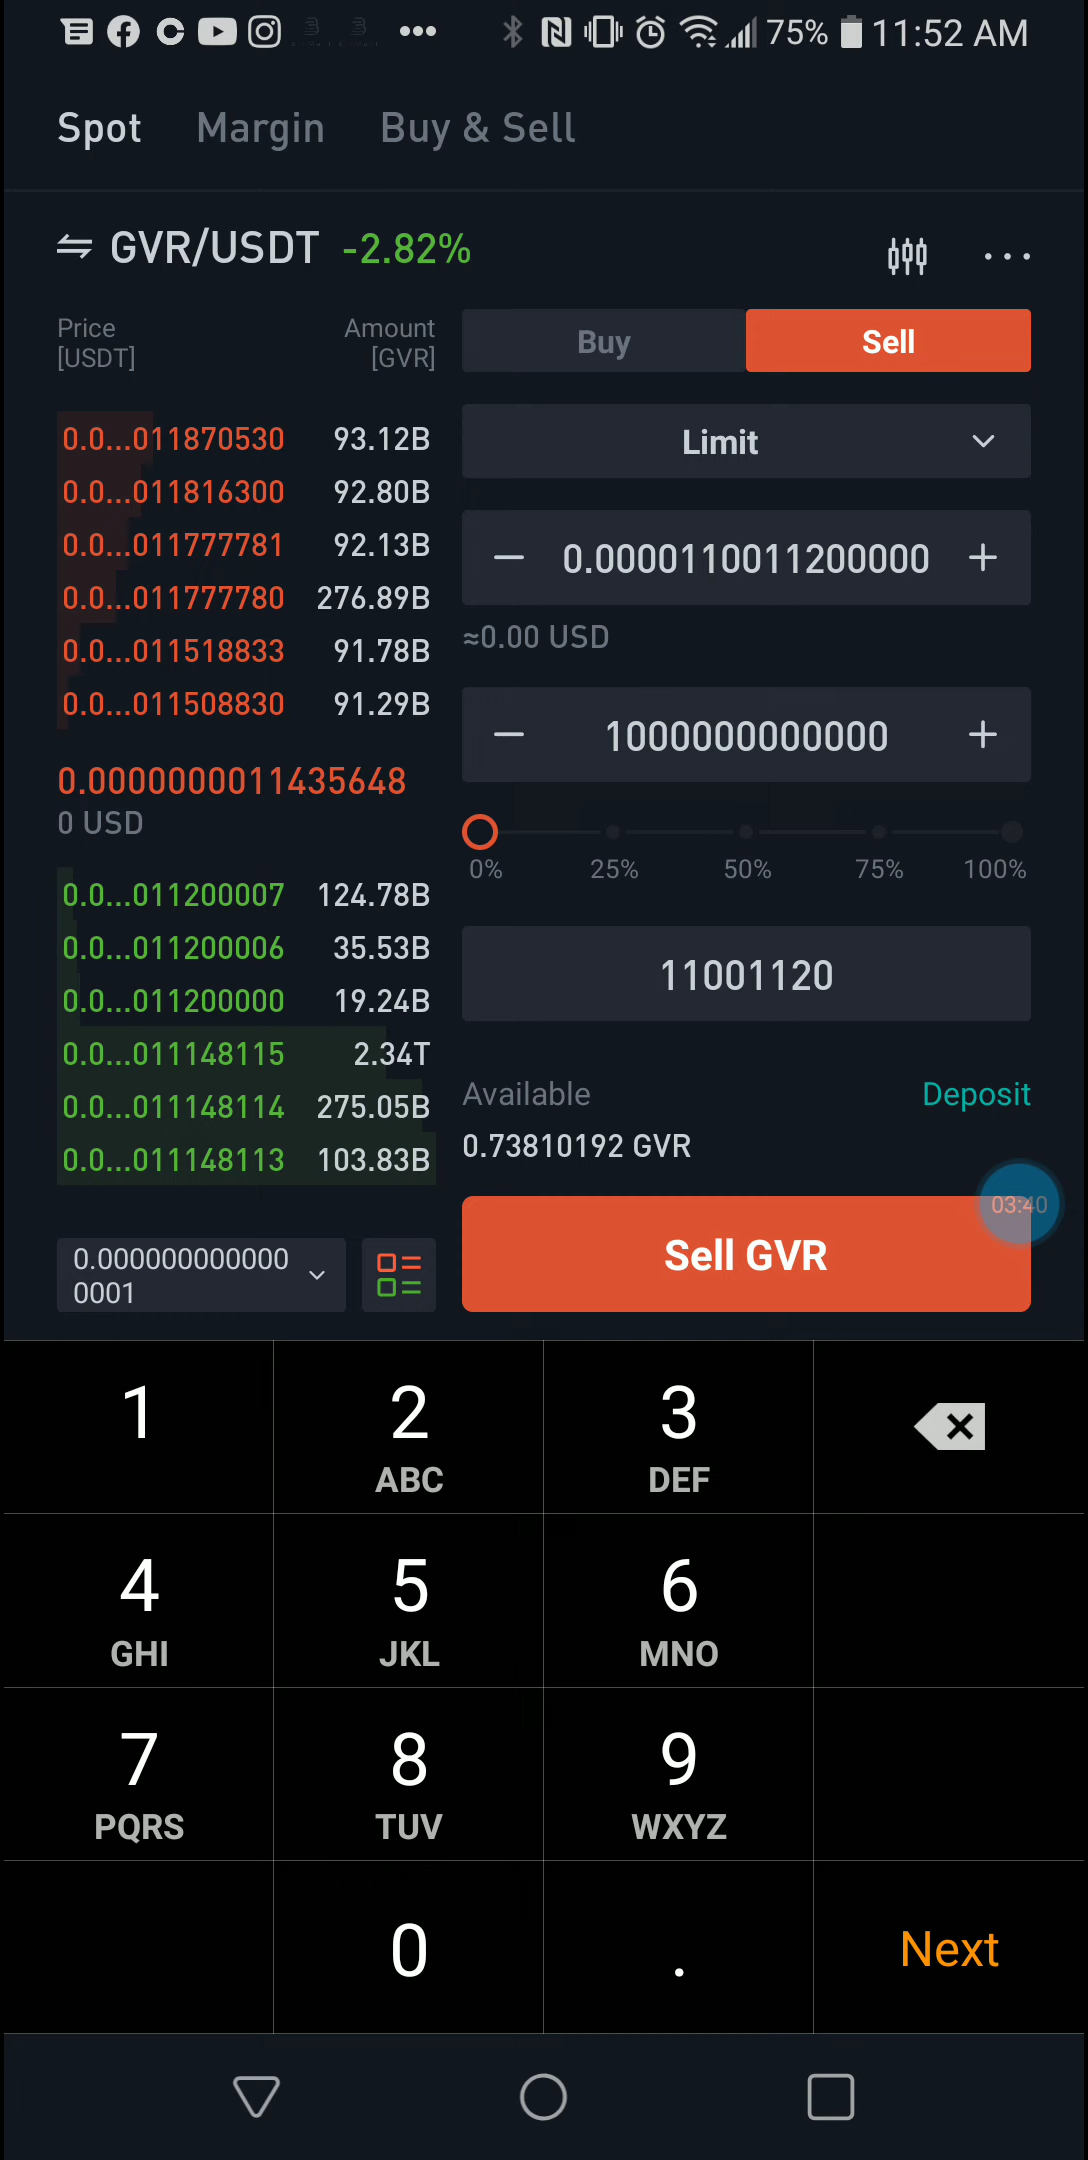 75% 11:52 AM
Spot Margin Buy & Sell
GVR/USDT -2.82%
Price
[USDT]
Amount
[GVR]
0.0...011870530 93.12B
0.0...011816300 92.80B
0.0...011777781 92.13B
0.0...011777780 276.89B
0.0...011518833 91.78B
0.0...011508830 91.29B
0.0000000011435648
0 USD
0.0...011200007 124.78B
0.0...011200006 35.53B
0.0...011200000 19.24B
0.0...011148115 2.34T
0.0...011148114 275.05B
0.0...011148113 103.83B
0.000000000000
0001
Buy Sell
Limit
− 0.0000110011200000 +
≈0.00 USD
− 1000000000000 +
0% 25% 50% 75% 100%
11001120
Available Deposit
0.73810192 GVR
03:40
Sell GVR
1 2 3
ABC DEF
4 5 6
GHI JKL MNO
7 8 9
PQRS TUV WXYZ
0 . Next